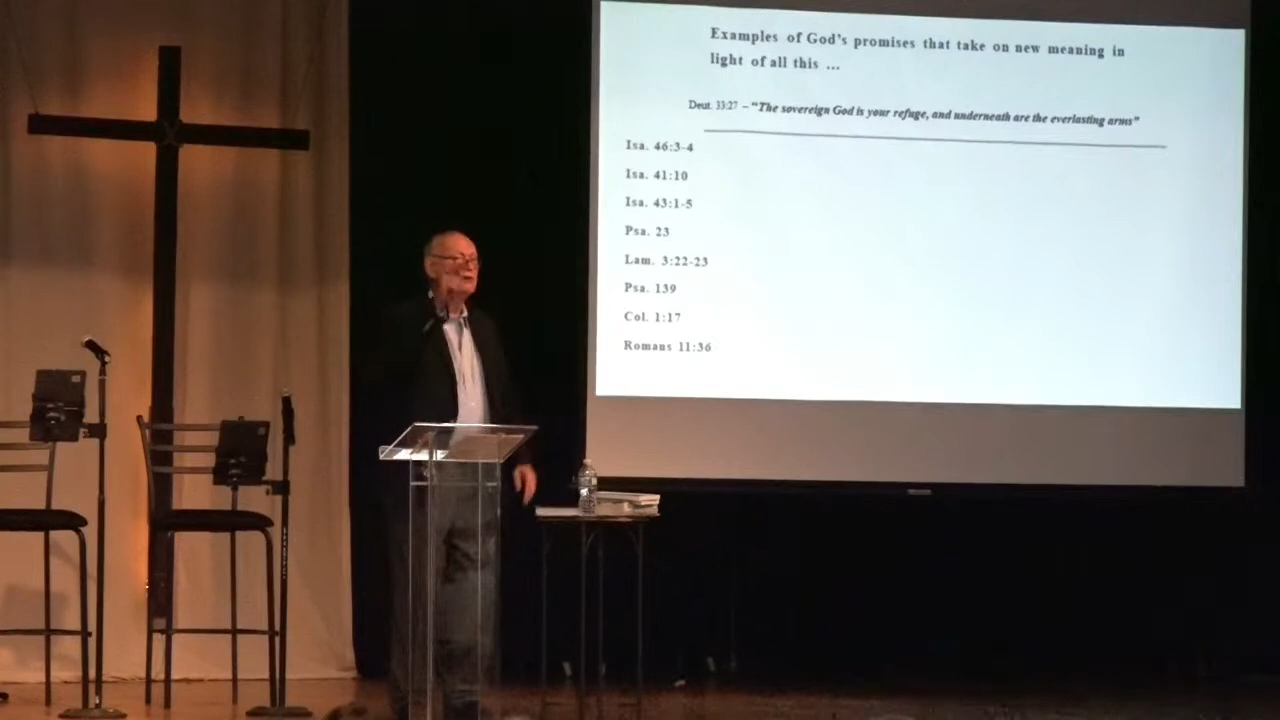 Examples of God's promises that take on new meaning in
light of all this ...
Deut. 33:27 – "The sovereign God is your refuge, and underneath are the everlasting arms"
Isa. 46:3-4
Isa. 41:10
Isa. 43:1-5
Psa. 23
Lam. 3:22-23
Psa. 139
Col. 1:17
Romans 11:36